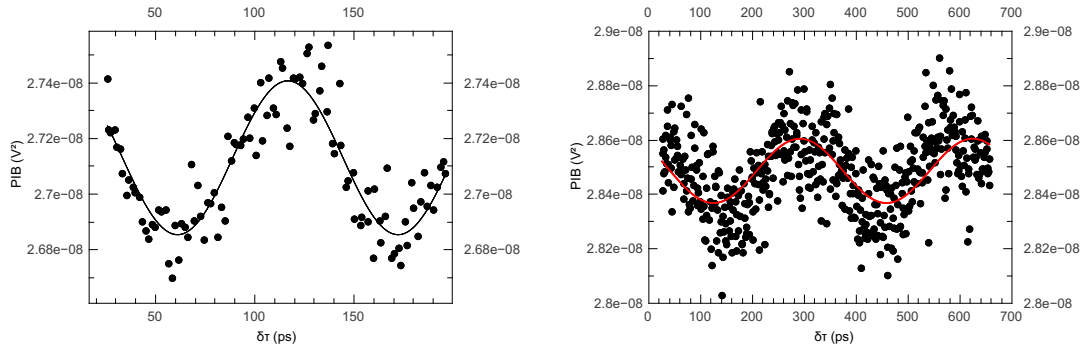 50 100 150
0 100 200 300 400 500 600 700
2.9e−08 2.9e−08
2.74e−08 2.74e−08
2.88e−08 2.88e−08
2.72e−08 2.72e−08
2.86e−08 2.86e−08
PIB (V²)
PIB (V²)
2.7e−08 2.7e−08
2.84e−08 2.84e−08
2.68e−08 2.68e−08
2.82e−08 2.82e−08
2.8e−08 2.8e−08
50 100 150
0 100 200 300 400 500 600 700
δτ (ps)
δτ (ps)